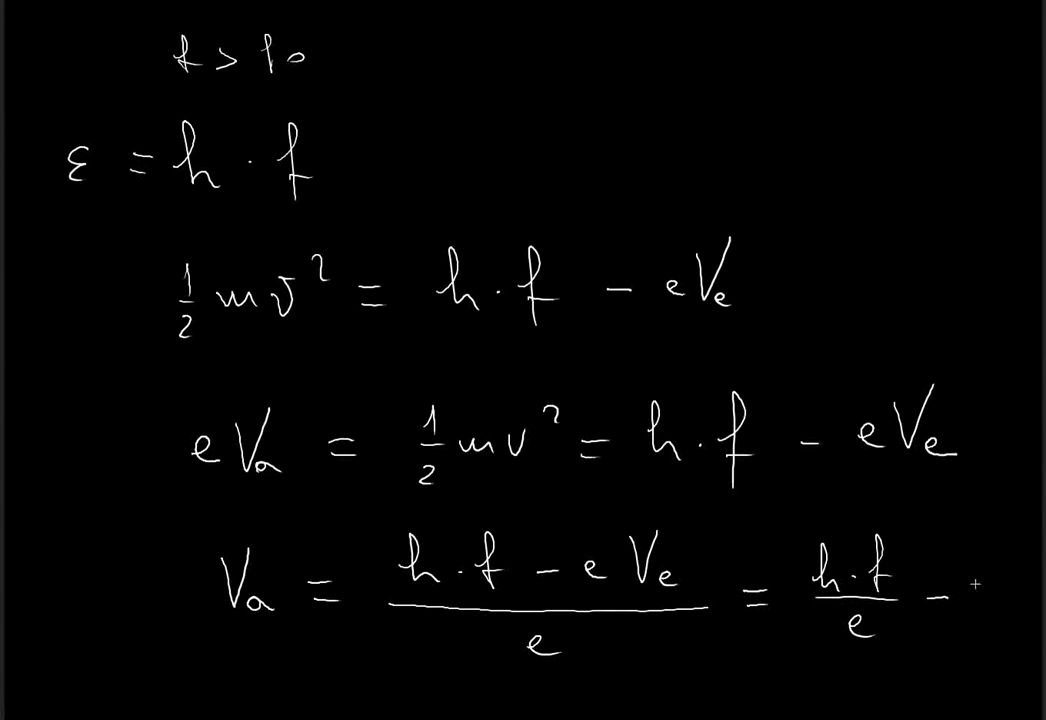 f > f₀
ε = h · f
½ mv² = h · f − eVₑ
eVₐ = ½ mv² = h · f − eVₑ
Vₐ = (h · f − eVₑ)/e = (h · f)/e −